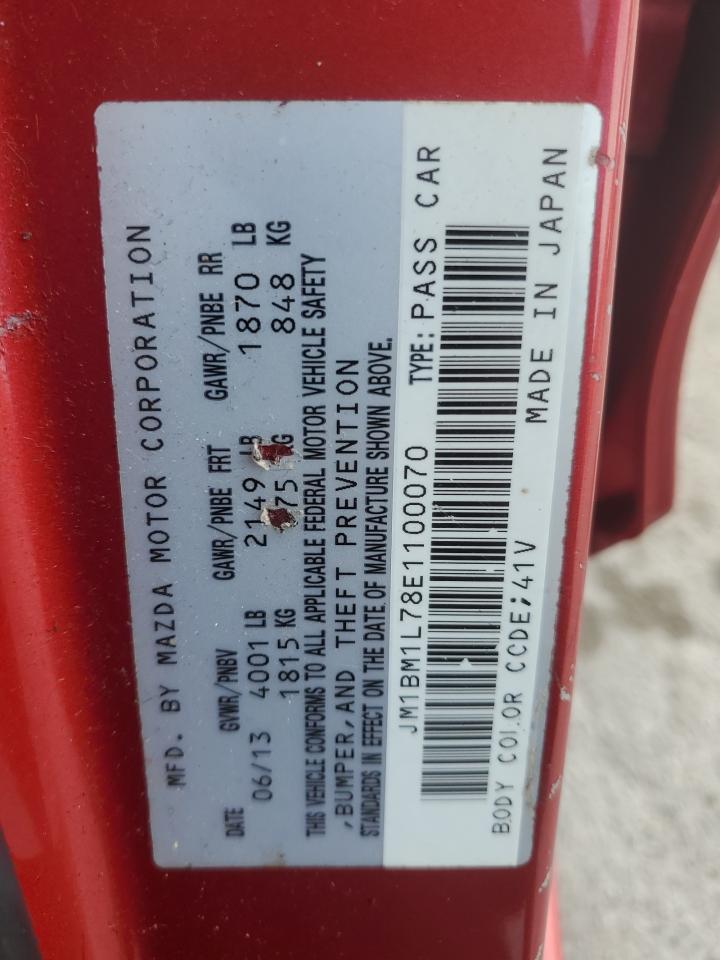 MFD. BY MAZDA MOTOR CORPORATION
DATE GVWR/PNBV GAWR/PNBE FRT GAWR/PNBE RR
06/13 4001 LB 2149 LB 1870 LB
1815 KG 75 KG 848 KG
THIS VEHICLE CONFORMS TO ALL APPLICABLE FEDERAL MOTOR VEHICLE SAFETY
,BUMPER,AND THEFT PREVENTION
STANDARDS IN EFFECT ON THE DATE OF MANUFACTURE SHOWN ABOVE.
JM1BM1L78E1100070 TYPE: PASS CAR
BODY COLOR CODE;41V MADE IN JAPAN